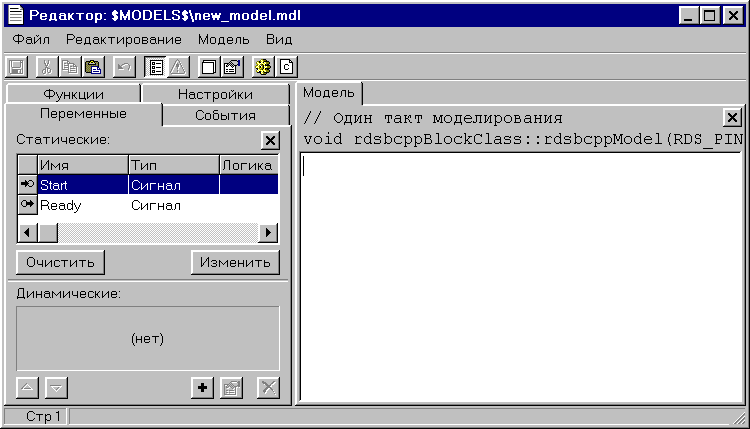 Редактор: $MODELS$\new_model.mdl
Файл Редактирование Модель Вид
Функции Настройки
Переменные События
Статические:
Имя Тип Логика
Start Сигнал
Ready Сигнал
Очистить Изменить
Динамические:
(нет)
Модель
// Один такт моделирования
void rdsbcppBlockClass::rdsbcppModel(RDS_PIN
Стр 1